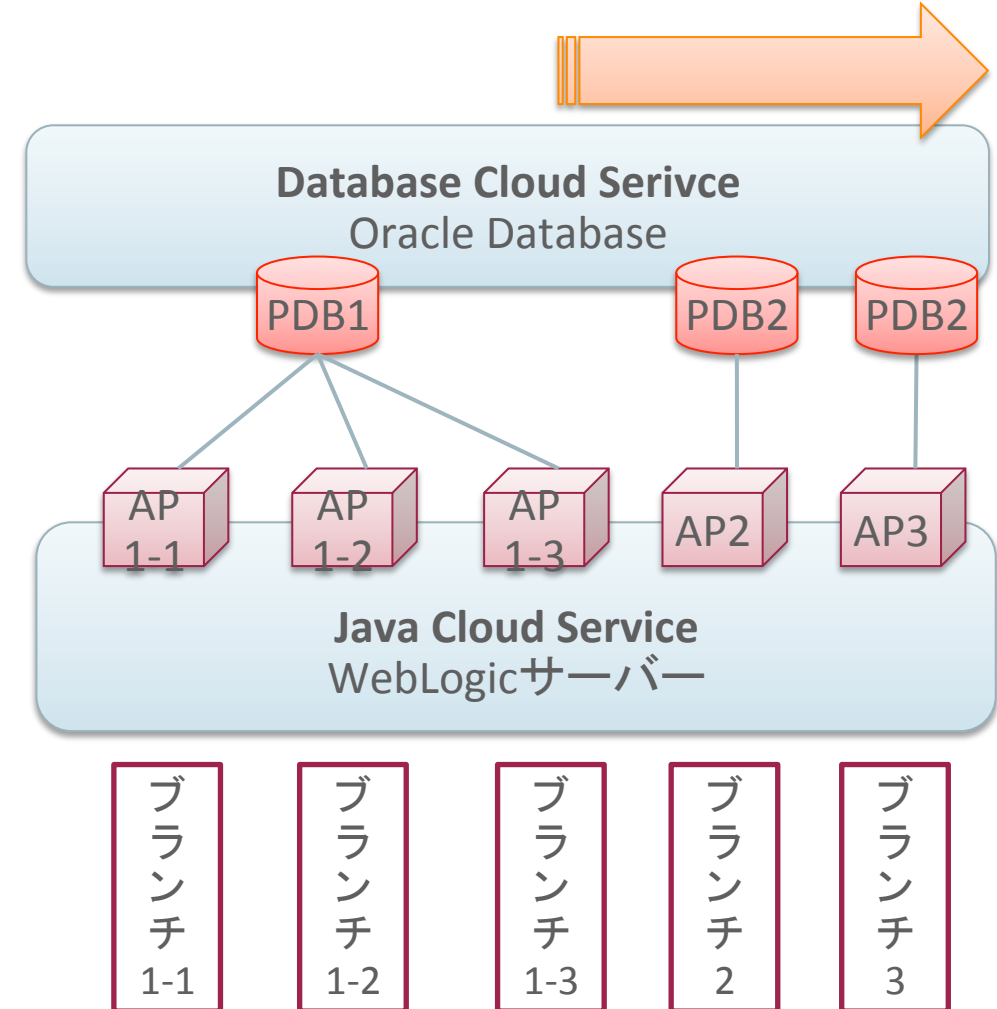 Database Cloud Serivce
Oracle Database
PDB1
PDB2
PDB2
AP
1-1
AP
1-2
AP
1-3
AP2
AP3
Java Cloud Service
WebLogicサーバー
ブランチ
1-1
ブランチ
1-2
ブランチ
1-3
ブランチ
2
ブランチ
3